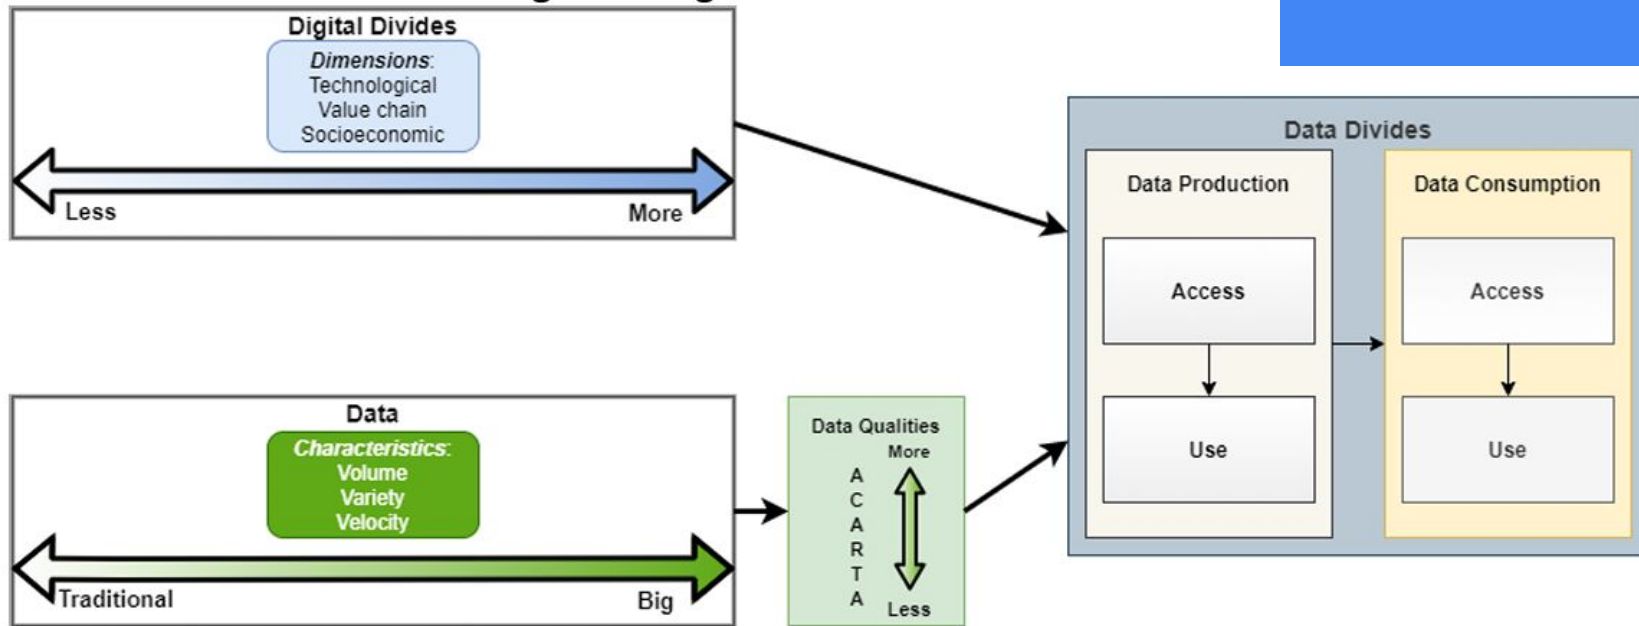 Digital Divides
Dimensions:
Technological
Value chain
Socioeconomic
Less
More
Data
Characteristics:
Volume
Variety
Velocity
Traditional
Big
Data Qualities
More
A
C
A
R
T
A
Less
Data Divides
Data Production
Access
Use
Data Consumption
Access
Use